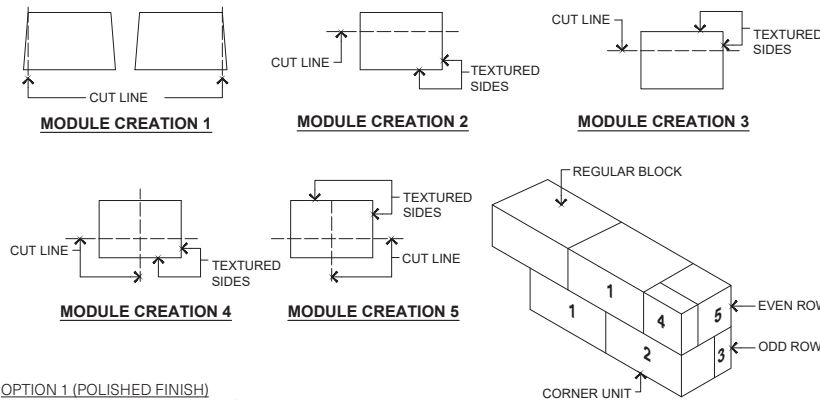 CUT LINE
MODULE CREATION 1
CUT LINE
TEXTURED
SIDES
MODULE CREATION 2
CUT LINE
TEXTURED
SIDES
MODULE CREATION 3
CUT LINE
TEXTURED
SIDES
MODULE CREATION 4
TEXTURED
SIDES
CUT LINE
MODULE CREATION 5
REGULAR BLOCK
1
4
5
1
2
3
EVEN ROW
ODD ROW
CORNER UNIT
OPTION 1 (POLISHED FINISH)